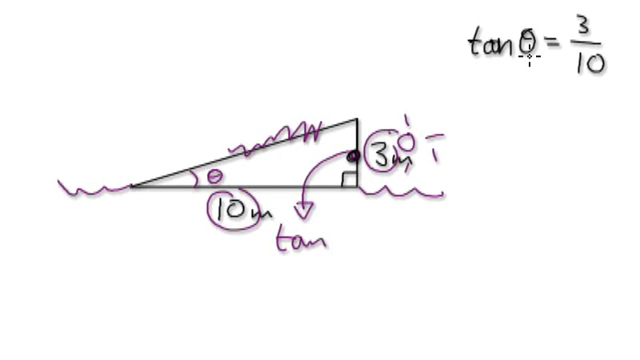 tan θ = 3/10
3m
θ
10m
tan